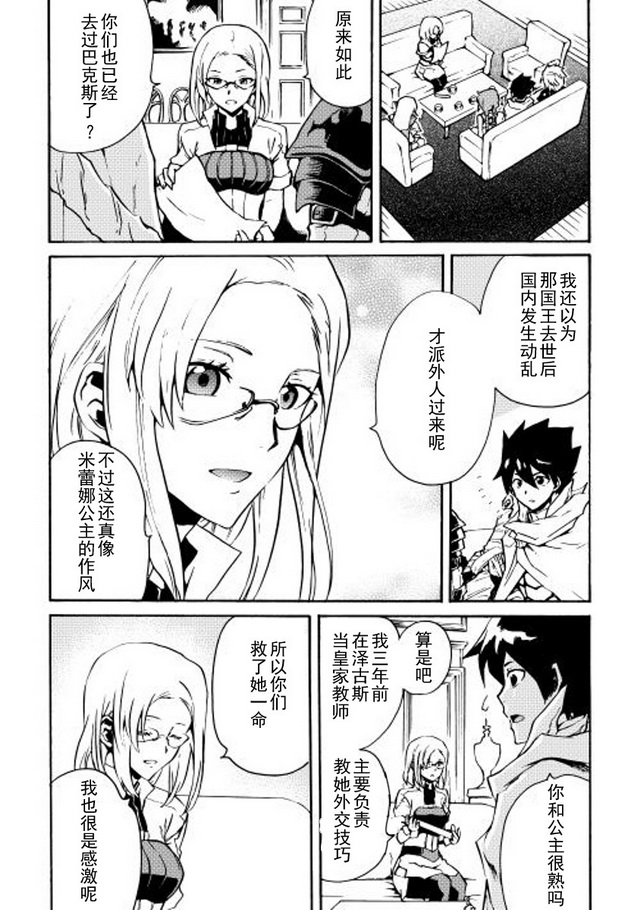 原来如此
你们也已经
去过巴克斯了？
我还以为
那国王去世后
国内发生动乱
才派外人过来呢
不过这还真像
米蕾娜公主的作风
你和公主很熟吗
算是吧
我三年前
在泽古斯
当皇家教师
主要负责
教她外交技巧
所以你们
救了她一命
我也很是感激呢